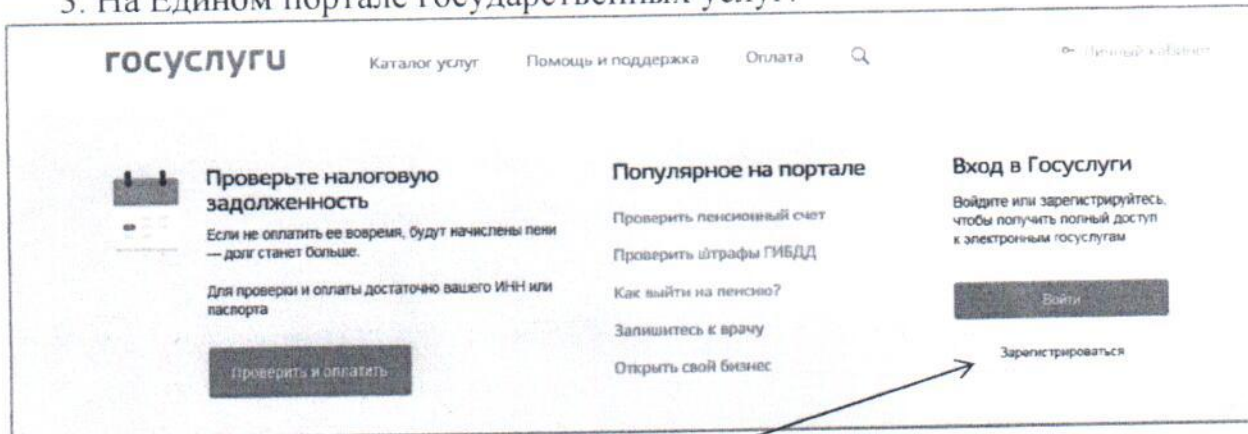 3. На Едином портале государственных услуг:
госуслуги
Каталог услуг
Помощь и поддержка
Оплата
Личный кабинет
Проверьте налоговую
задолженность
Если не оплатить ее вовремя, будут начислены пени
— долг станет больше.
Для проверки и оплаты достаточно вашего ИНН или
паспорта
Проверить и оплатить
Популярное на портале
Проверить пенсионный счет
Проверить штрафы ГИБДД
Как выйти на пенсию?
Запишитесь к врачу
Открыть свой бизнес
Вход в Госуслуги
Войдите или зарегистрируйтесь,
чтобы получить полный доступ
к электронным госуслугам
Войти
Зарегистрироваться